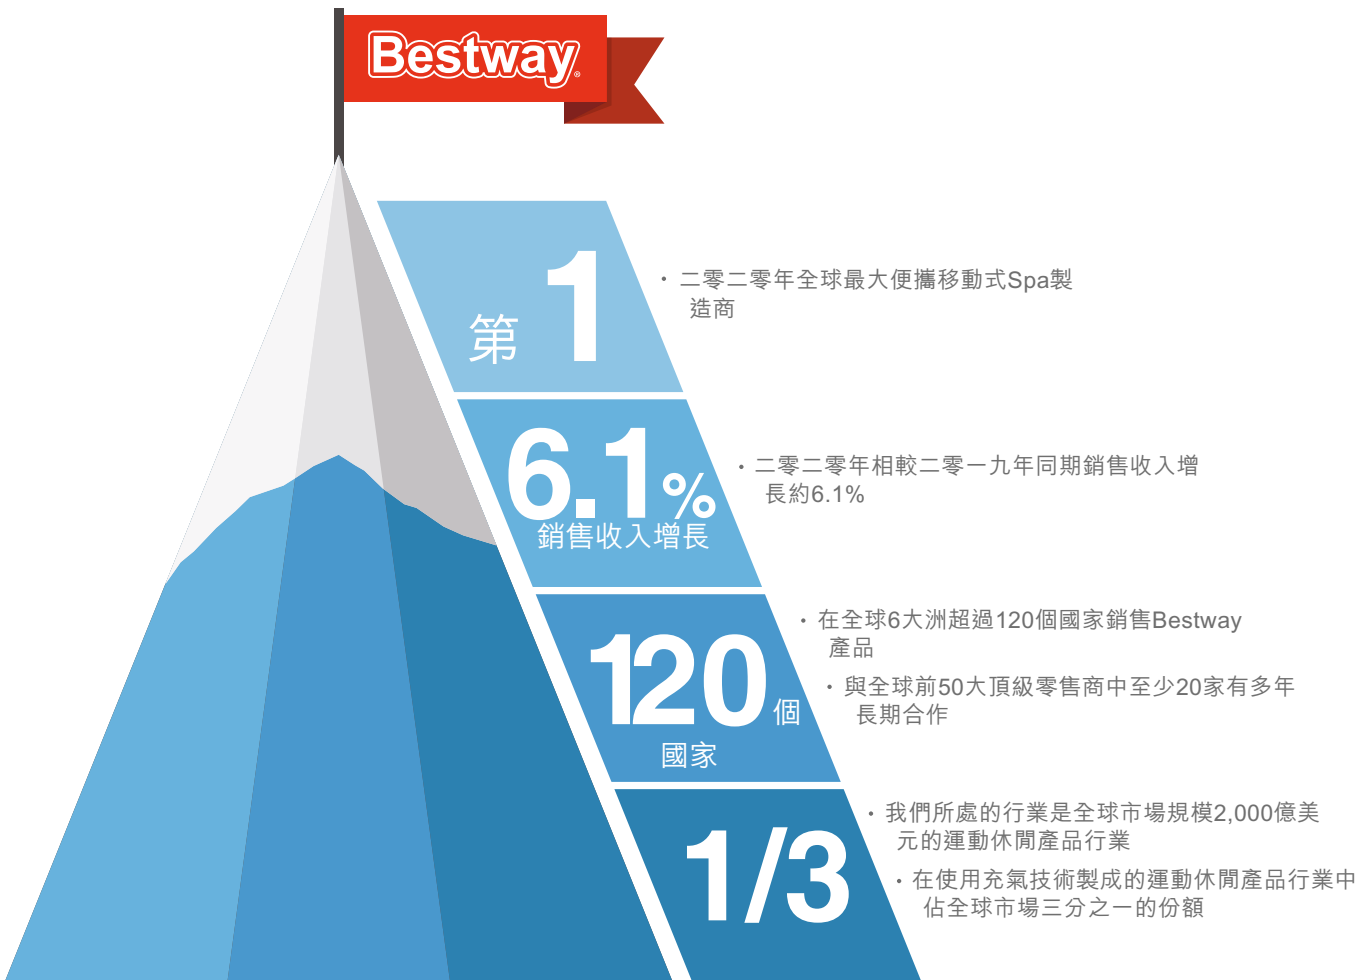 Bestway®
第 1
• 二零二零年全球最大便攜移動式Spa製
造商
6.1%
銷售收入增長
• 二零二零年相較二零一九年同期銷售收入增
長約6.1%
120個
國家
• 在全球6大洲超過120個國家銷售Bestway
產品
• 與全球前50大頂級零售商中至少20家有多年
長期合作
1/3
• 我們所處的行業是全球市場規模2,000億美
元的運動休閒產品行業
• 在使用充氣技術製成的運動休閒產品行業中
佔全球市場三分之一的份額